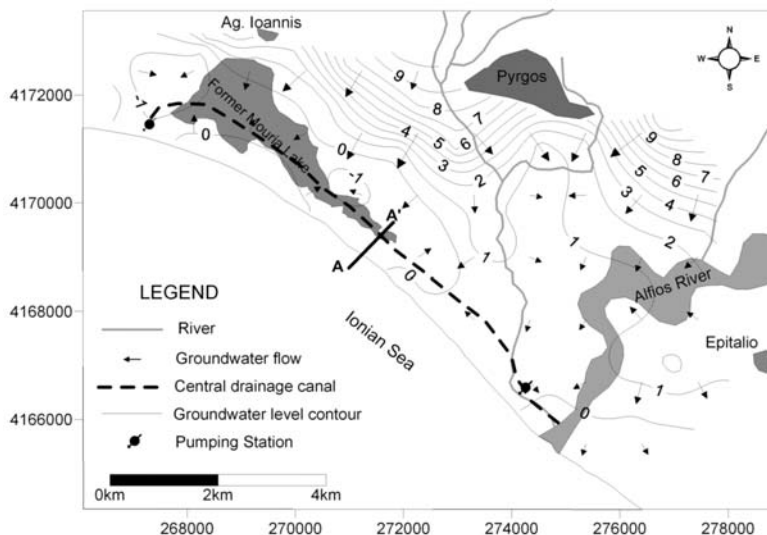 Ag. Ioannis
N
W E
S
Pyrgos
9
8
7
6
5
4
3
2
1
0
-1
0
-1
Former Mouria Lake
9
8
7
6
5
4
3
2
1
A'
A
0
Alfios River
Epitalio
1
0
Ionian Sea
LEGEND
River
Groundwater flow
Central drainage canal
Groundwater level contour
Pumping Station
0km 2km 4km
4172000
4170000
4168000
4166000
268000 270000 272000 274000 276000 278000